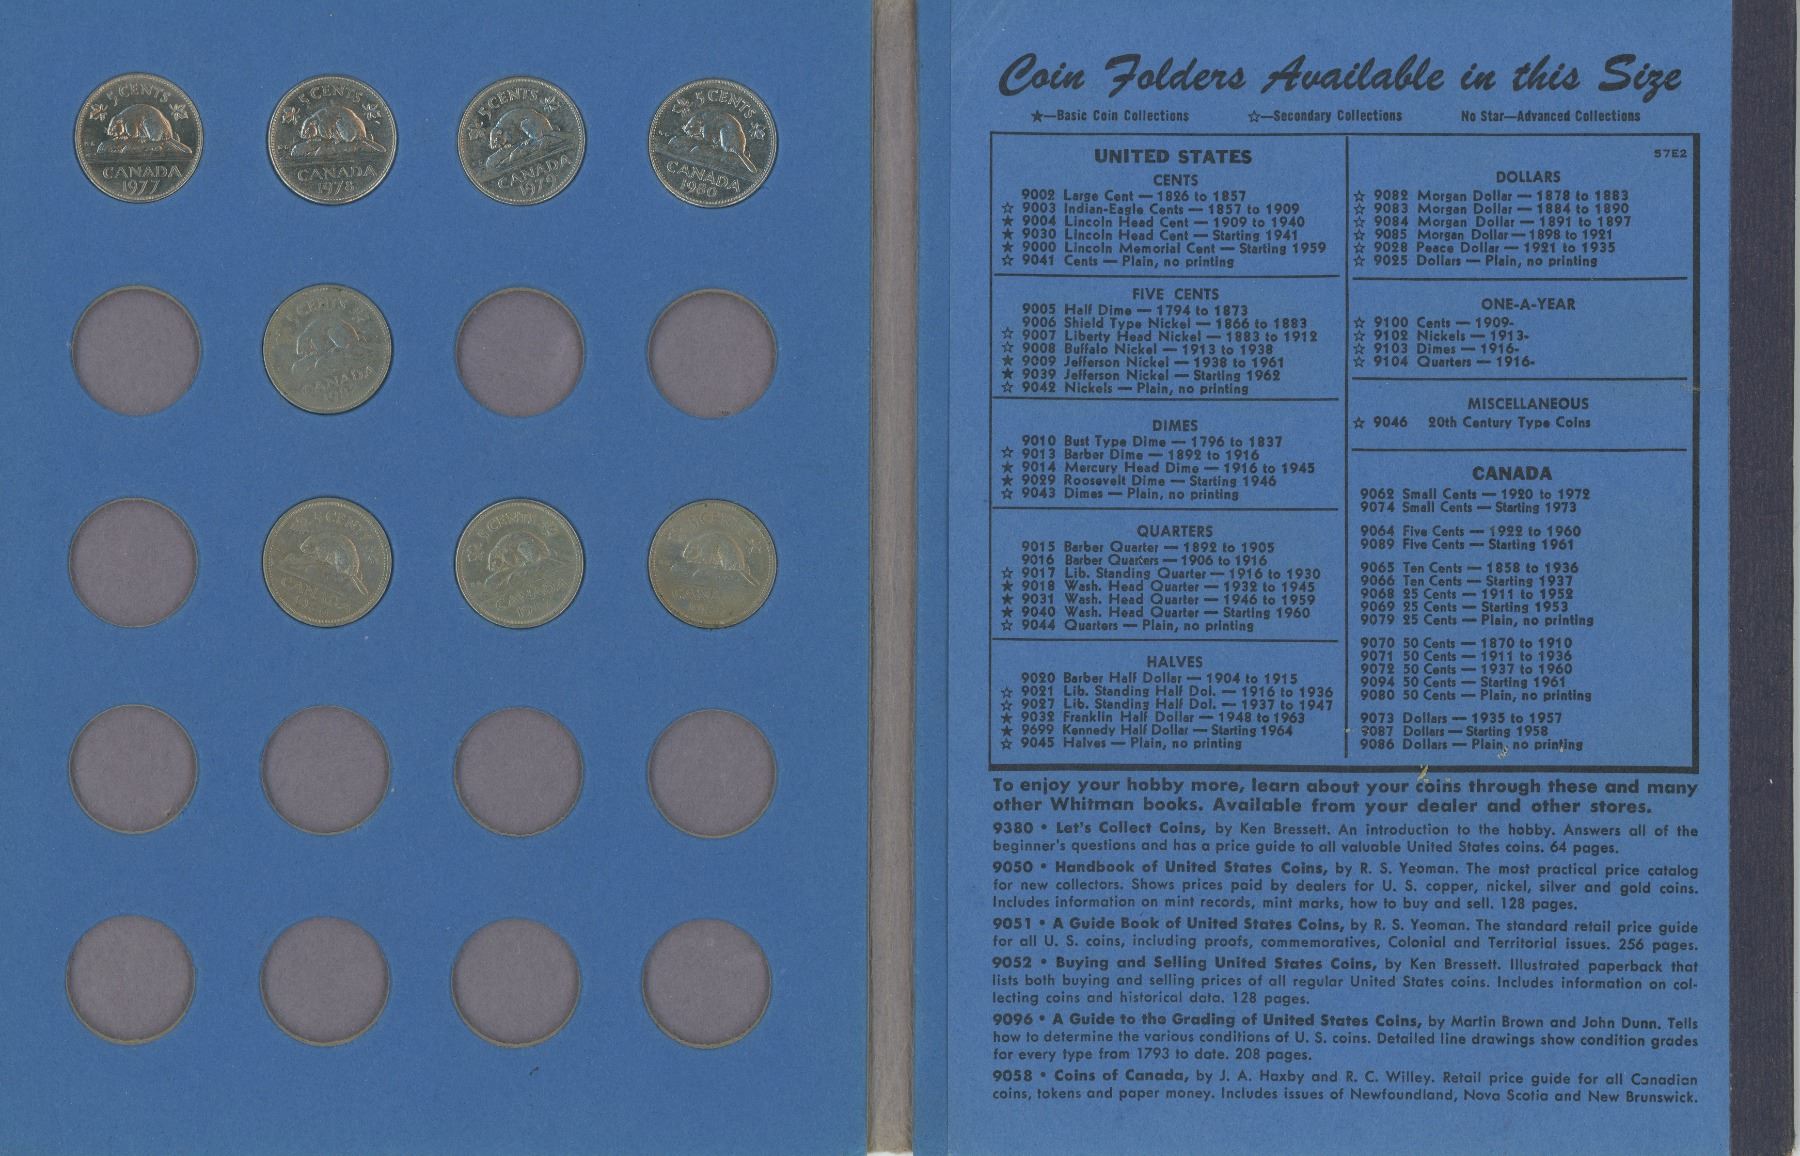 5 CENTS
CANADA
1977
5 CENTS
CANADA
1978
5 CENTS
CANADA
1979
5 CENTS
CANADA
1980
5 CENTS
CANADA
5 CENTS
CANADA
5 CENTS
CANADA
5 CENTS
Coin Folders Available in this Size
★—Basic Coin Collections ☆—Secondary Collections No Star—Advanced Collections
UNITED STATES
CENTS
9002 Large Cent — 1826 to 1857
☆ 9003 Indian-Eagle Cents — 1857 to 1909
★ 9004 Lincoln Head Cent — 1909 to 1940
★ 9030 Lincoln Head Cent — Starting 1941
★ 9000 Lincoln Memorial Cent — Starting 1959
☆ 9041 Cents — Plain, no printing
FIVE CENTS
9005 Half Dime — 1794 to 1873
9006 Shield Type Nickel — 1866 to 1883
☆ 9007 Liberty Head Nickel — 1883 to 1912
☆ 9008 Buffalo Nickel — 1913 to 1938
★ 9009 Jefferson Nickel — 1938 to 1961
★ 9039 Jefferson Nickel — Starting 1962
☆ 9042 Nickels — Plain, no printing
DIMES
9010 Bust Type Dime — 1796 to 1837
☆ 9013 Barber Dime — 1892 to 1916
★ 9014 Mercury Head Dime — 1916 to 1945
★ 9029 Roosevelt Dime — Starting 1946
☆ 9043 Dimes — Plain, no printing
QUARTERS
9015 Barber Quarter — 1892 to 1905
9016 Barber Quarters — 1906 to 1916
☆ 9017 Lib. Standing Quarter — 1916 to 1930
★ 9018 Wash. Head Quarter — 1932 to 1945
★ 9031 Wash. Head Quarter — 1946 to 1959
★ 9040 Wash. Head Quarter — Starting 1960
☆ 9044 Quarters — Plain, no printing
HALVES
9020 Barber Half Dollar — 1904 to 1915
☆ 9021 Lib. Standing Half Dol. — 1916 to 1936
☆ 9027 Lib. Standing Half Dol. — 1937 to 1947
★ 9032 Franklin Half Dollar — 1948 to 1963
★ 9699 Kennedy Half Dollar — Starting 1964
☆ 9045 Halves — Plain, no printing
57E2
DOLLARS
☆ 9082 Morgan Dollar — 1878 to 1883
☆ 9083 Morgan Dollar — 1884 to 1890
☆ 9084 Morgan Dollar — 1891 to 1897
☆ 9085 Morgan Dollar — 1898 to 1921
☆ 9028 Peace Dollar — 1921 to 1935
☆ 9025 Dollars — Plain, no printing
ONE-A-YEAR
☆ 9100 Cents — 1909-
☆ 9102 Nickels — 1913-
☆ 9103 Dimes — 1916-
☆ 9104 Quarters — 1916-
MISCELLANEOUS
☆ 9046 20th Century Type Coins
CANADA
9062 Small Cents — 1920 to 1972
9074 Small Cents — Starting 1973
9064 Five Cents — 1922 to 1960
9089 Five Cents — Starting 1961
9065 Ten Cents — 1858 to 1936
9066 Ten Cents — Starting 1937
9068 25 Cents — 1911 to 1952
9069 25 Cents — Starting 1953
9079 25 Cents — Plain, no printing
9070 50 Cents — 1870 to 1910
9071 50 Cents — 1911 to 1936
9072 50 Cents — 1937 to 1960
9094 50 Cents — Starting 1961
9080 50 Cents — Plain, no printing
9073 Dollars — 1935 to 1957
9087 Dollars — Starting 1958
9086 Dollars — Plain, no printing
To enjoy your hobby more, learn about your coins through these and many
other Whitman books. Available from your dealer and other stores.
9380 • Let's Collect Coins, by Ken Bressett. An introduction to the hobby. Answers all of the
beginner's questions and has a price guide to all valuable United States coins. 64 pages.
9050 • Handbook of United States Coins, by R. S. Yeoman. The most practical price catalog
for new collectors. Shows prices paid by dealers for U. S. copper, nickel, silver and gold coins.
Includes information on mint records, mint marks, how to buy and sell. 128 pages.
9051 • A Guide Book of United States Coins, by R. S. Yeoman. The standard retail price guide
for all U. S. coins, including proofs, commemoratives, Colonial and Territorial issues. 256 pages.
9052 • Buying and Selling United States Coins, by Ken Bressett. Illustrated paperback that
lists both buying and selling prices of all regular United States coins. Includes information on col-
lecting coins and historical data. 128 pages.
9096 • A Guide to the Grading of United States Coins, by Martin Brown and John Dunn. Tells
how to determine the various conditions of U. S. coins. Detailed line drawings show condition grades
for every type from 1793 to date. 208 pages.
9058 • Coins of Canada, by J. A. Haxby and R. C. Willey. Retail price guide for all Canadian
coins, tokens and paper money. Includes issues of Newfoundland, Nova Scotia and New Brunswick.